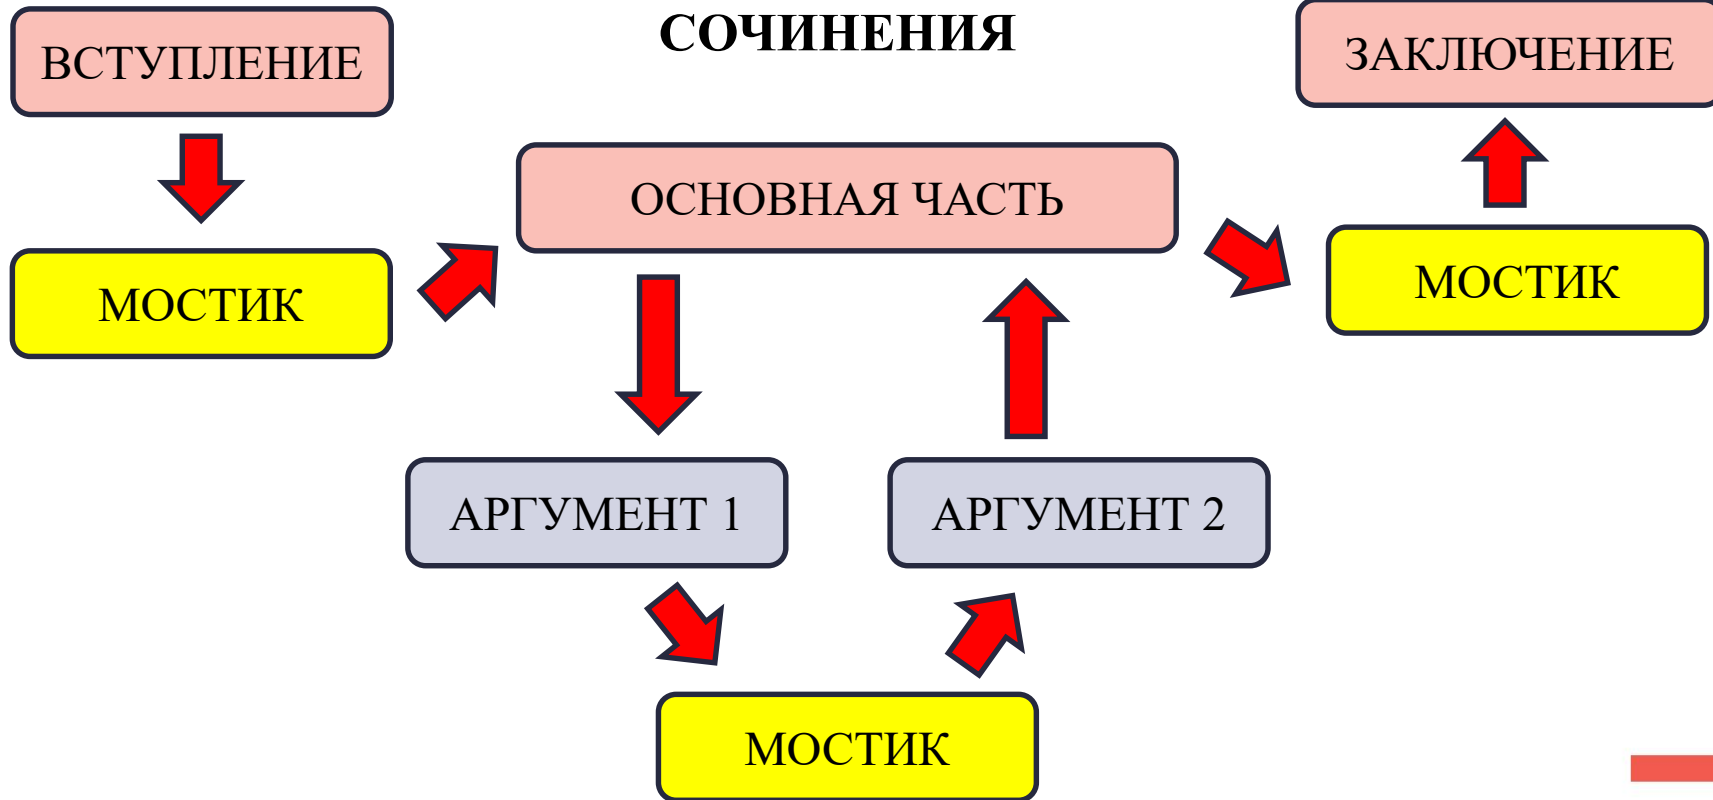 СОЧИНЕНИЯ
ВСТУПЛЕНИЕ
ЗАКЛЮЧЕНИЕ
ОСНОВНАЯ ЧАСТЬ
МОСТИК
МОСТИК
АРГУМЕНТ 1
АРГУМЕНТ 2
МОСТИК